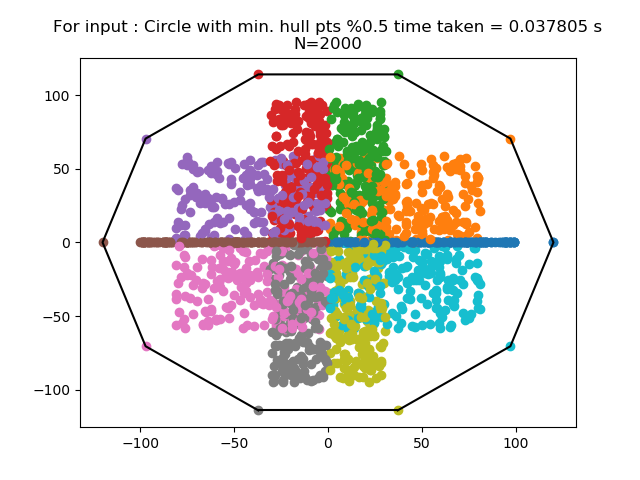 For input : Circle with min. hull pts %0.5 time taken = 0.037805 s
N=2000
100
50
0
−50
−100
−100 −50 0 50 100